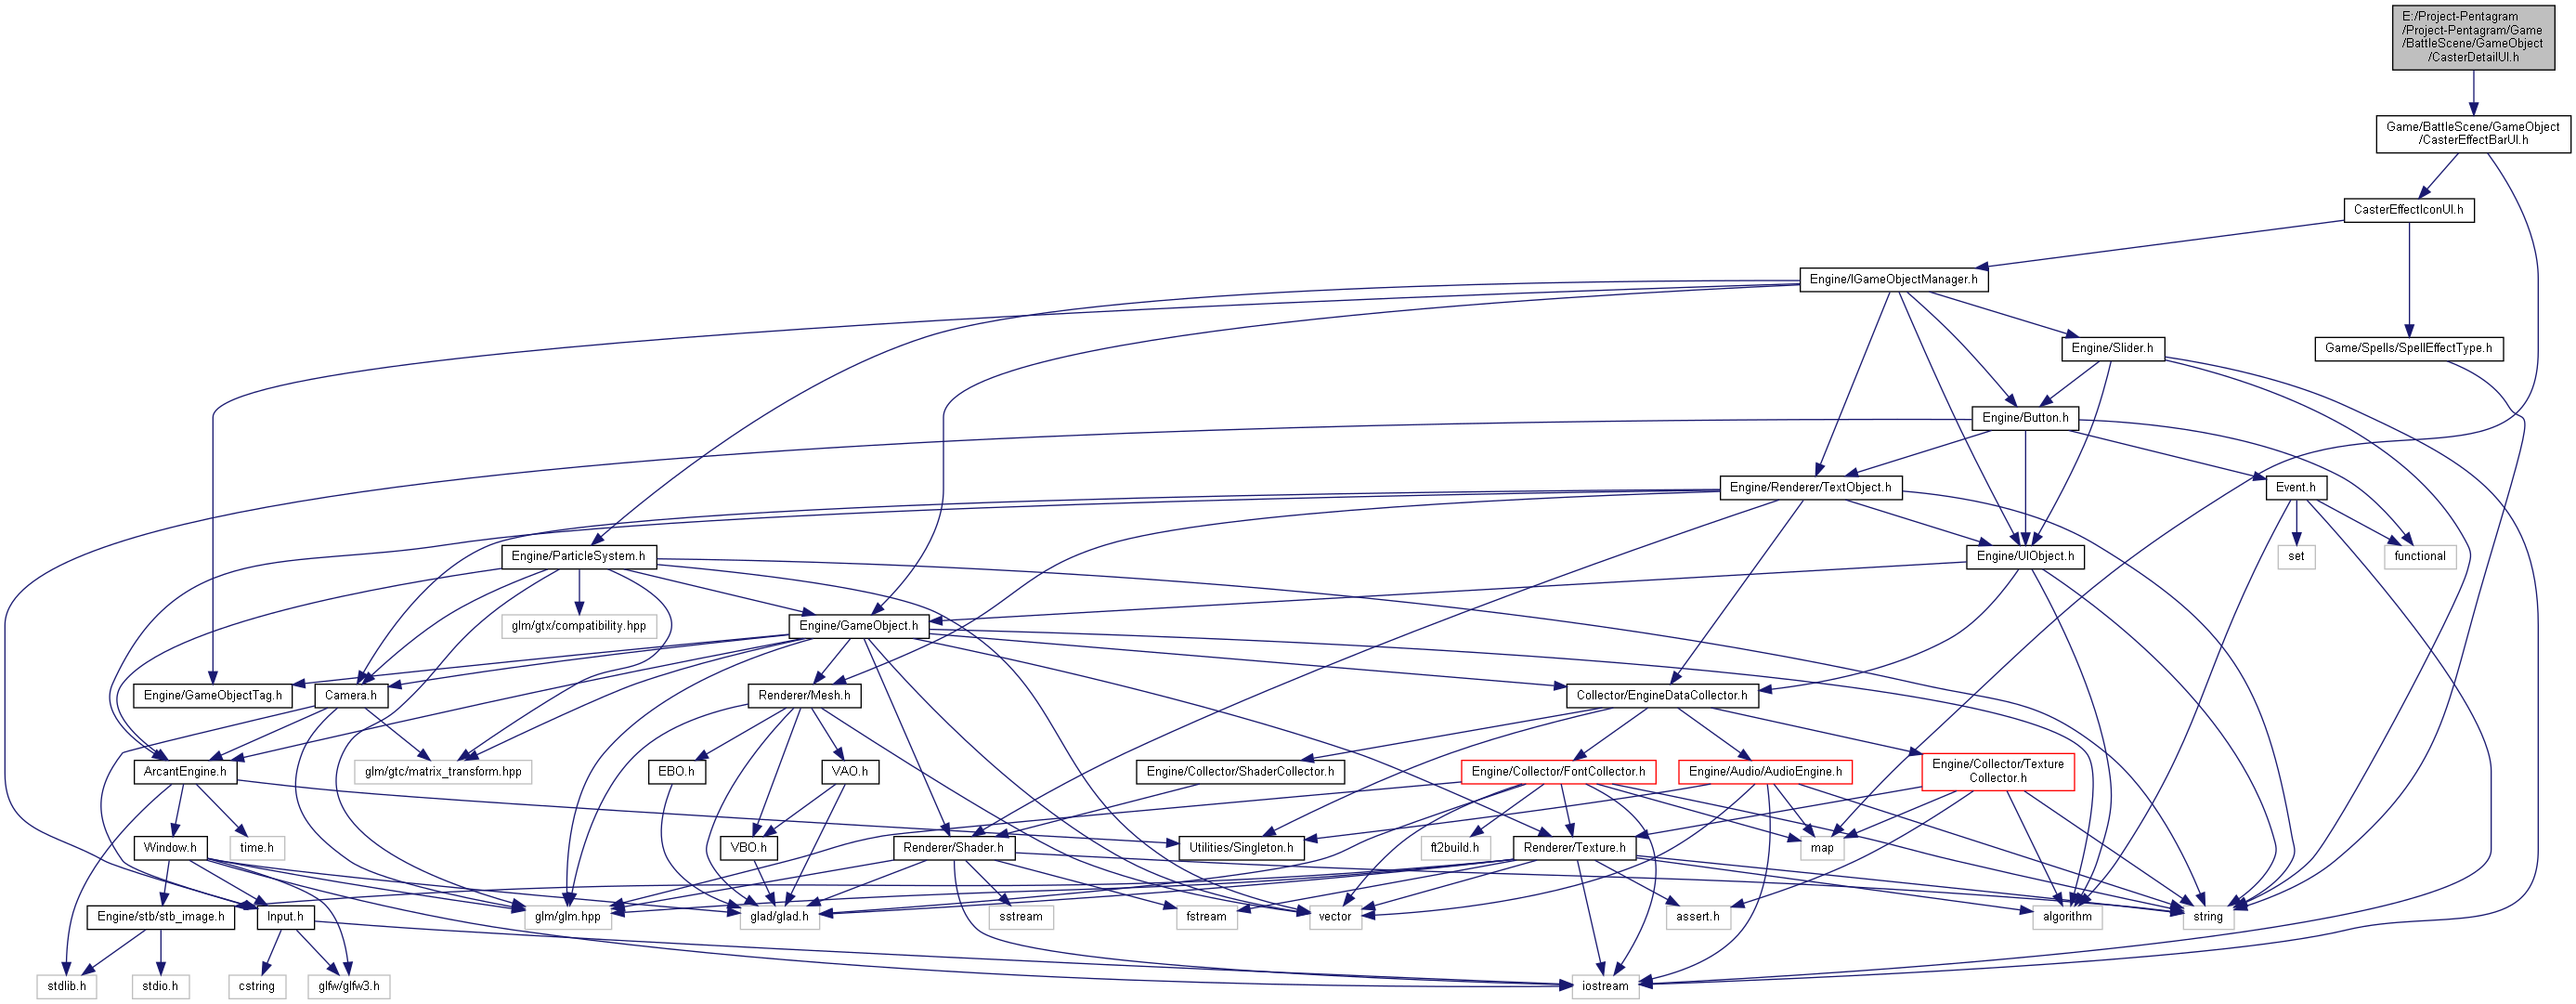 E:/Project-Pentagram
/Project-Pentagram/Game
/BattleScene/GameObject
/CasterDetailUI.h
Game/BattleScene/GameObject
/CasterEffectBarUI.h
CasterEffectIconUI.h
Engine/IGameObjectManager.h
Engine/Slider.h
Game/Spells/SpellEffectType.h
Engine/Button.h
Engine/Renderer/TextObject.h
Event.h
Engine/ParticleSystem.h
Engine/UIObject.h
set
functional
glm/gtx/compatibility.hpp
Engine/GameObject.h
Engine/GameObjectTag.h
Camera.h
Renderer/Mesh.h
Collector/EngineDataCollector.h
ArcantEngine.h
glm/gtc/matrix_transform.hpp
EBO.h
VAO.h
Engine/Collector/ShaderCollector.h
Engine/Collector/FontCollector.h
Engine/Audio/AudioEngine.h
Engine/Collector/Texture
Collector.h
Window.h
time.h
VBO.h
Renderer/Shader.h
Utilities/Singleton.h
ft2build.h
Renderer/Texture.h
map
Engine/stb/stb_image.h
Input.h
glm/glm.hpp
glad/glad.h
sstream
fstream
vector
assert.h
algorithm
string
stdlib.h
stdio.h
cstring
glfw/glfw3.h
iostream